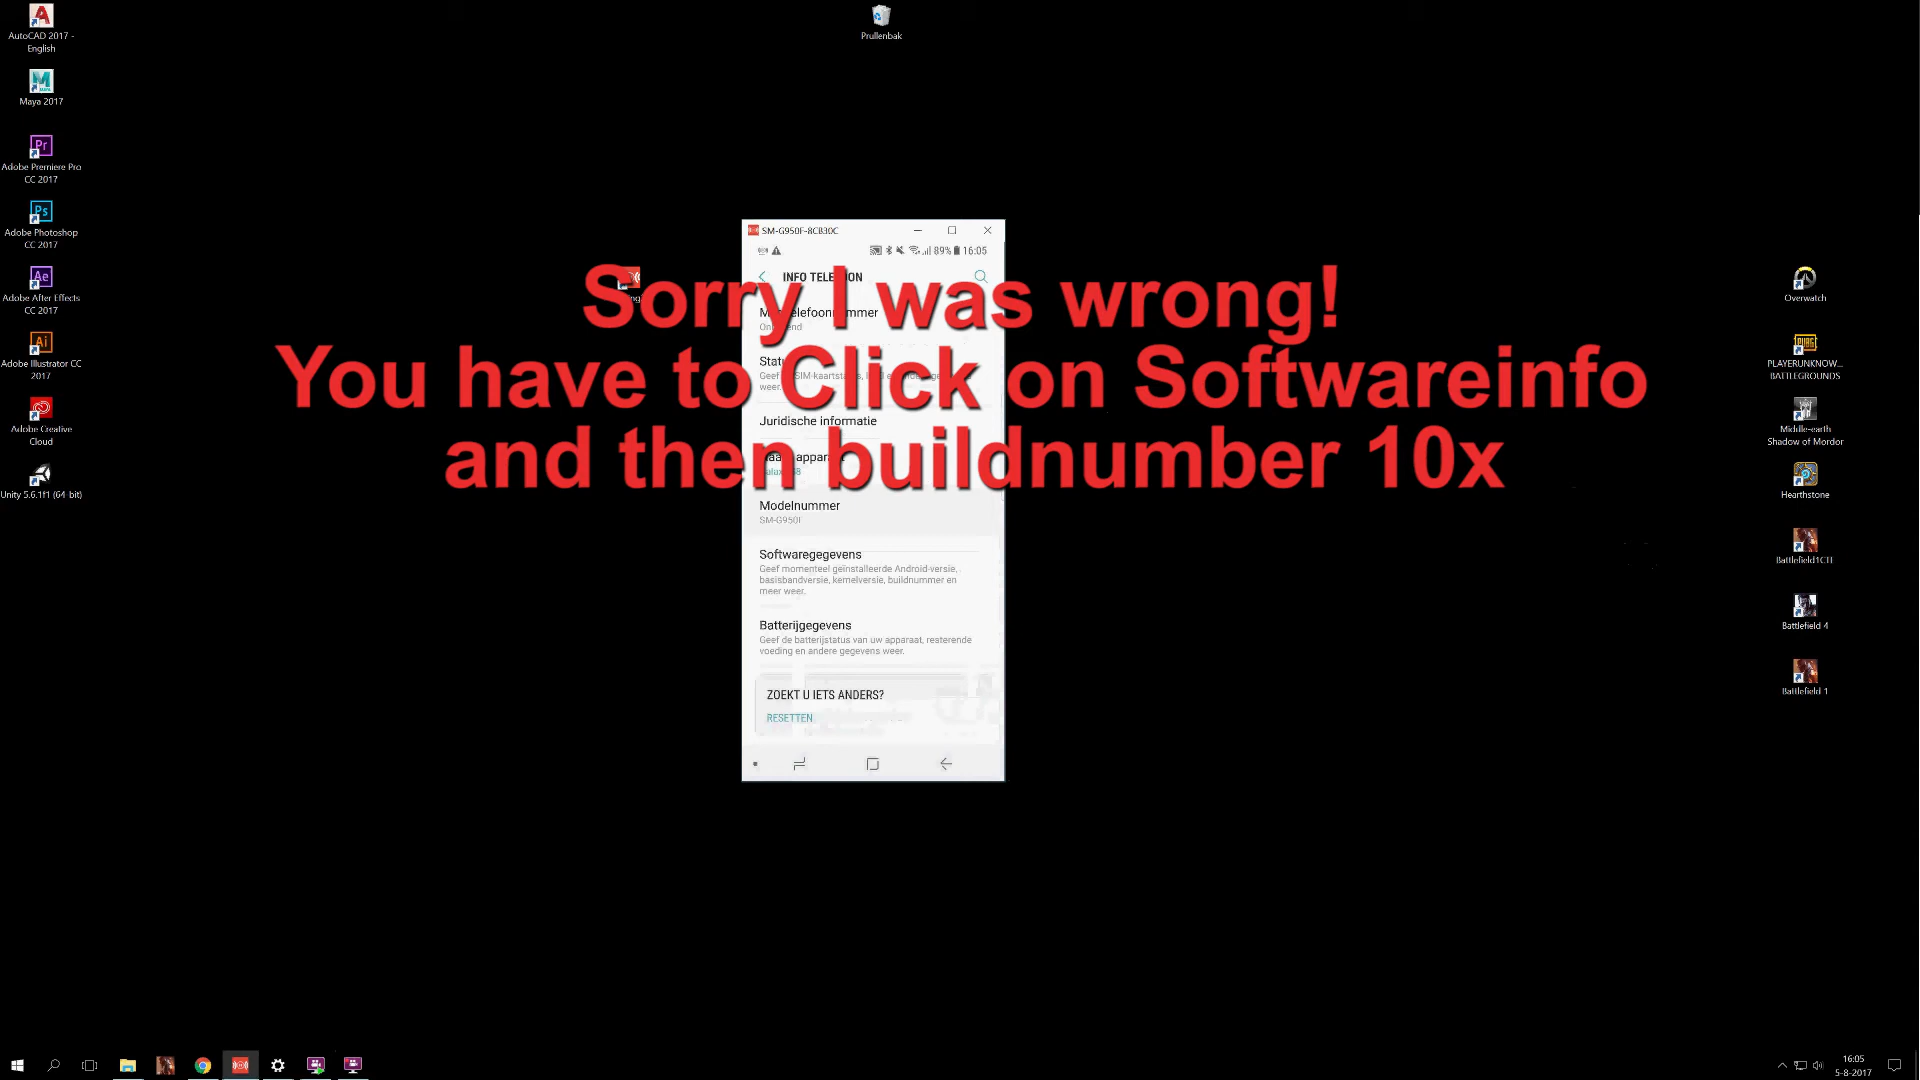 AutoCAD 2017 -
English
Maya 2017
Adobe Premiere Pro
CC 2017
Adobe Photoshop
CC 2017
Adobe After Effects
CC 2017
Adobe Illustrator CC
2017
Adobe Creative
Cloud
Unity 5.6.1f1 (64-bit)
Prullenbak
SM-G950F-8CB30C
89% 16:05
INFO TELEFOON
Sorry I was wrong!
You have to Click on Softwareinfo
and then buildnumber 10x
Juridische informatie
Modelnummer
SM-G950F
Softwaregegevens
Geef momenteel geïnstalleerde Android-versie,
basisbandversie, kernelversie, buildnummer en
meer weer.
Batterijgegevens
Geef de batterijstatus van uw apparaat, resterende
voeding en andere gegevens weer.
ZOEKT U IETS ANDERS?
RESETTEN
Overwatch
PLAYERUNKNOW...
BATTLEGROUNDS
Middle-earth
Shadow of Mordor
Hearthstone
Battlefield1CTE
Battlefield 4
Battlefield 1
16:05
5-8-2017